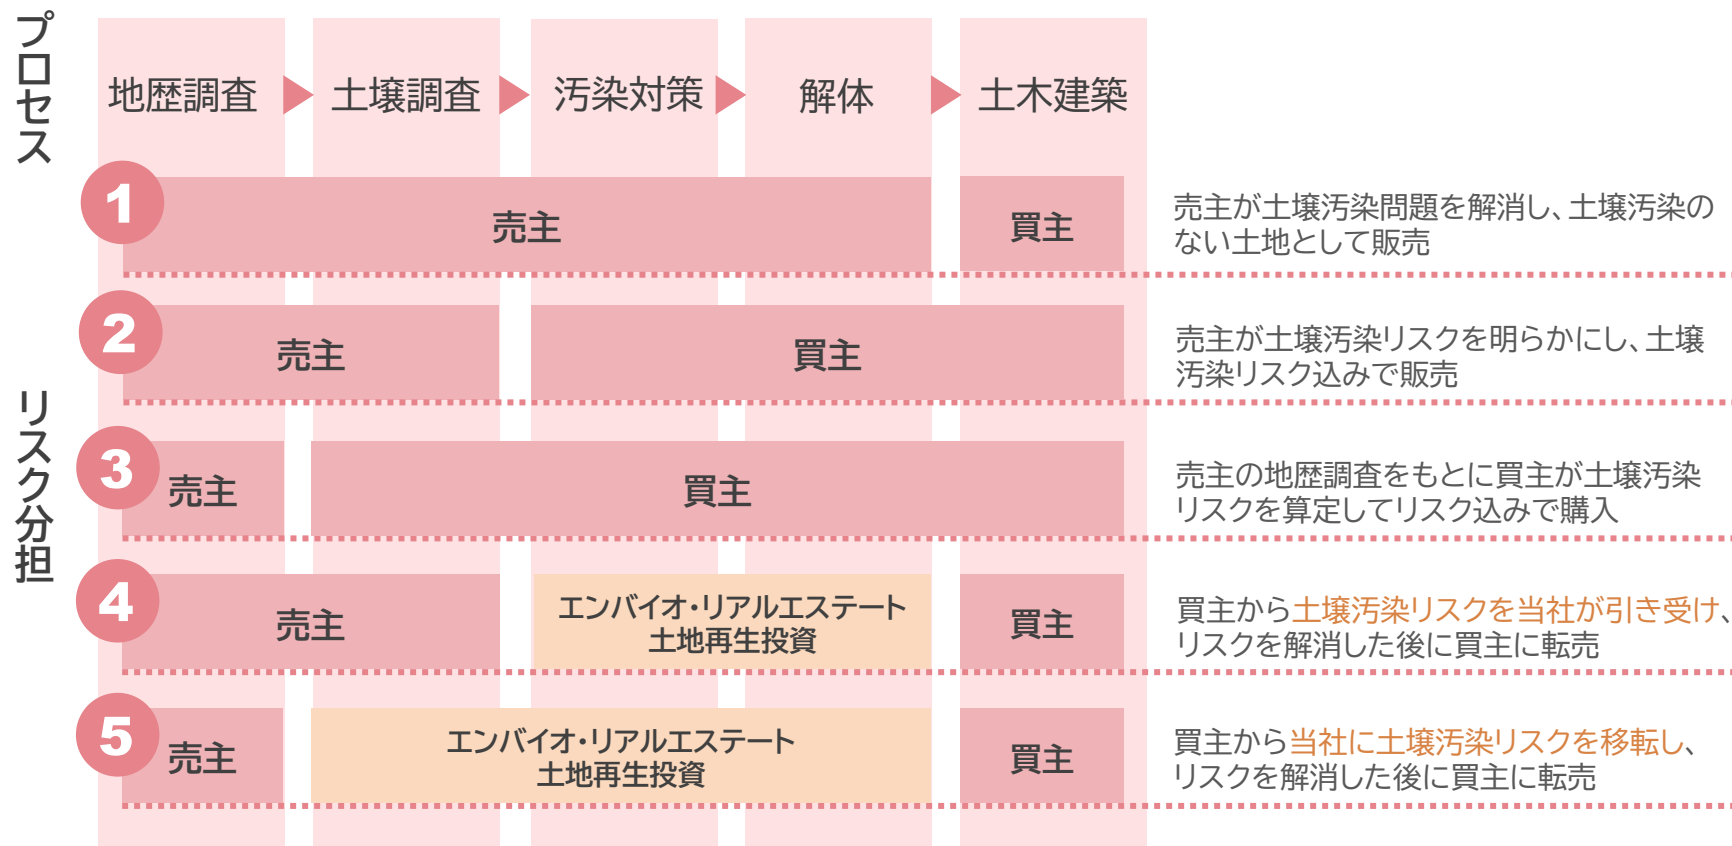 プロセス
地歴調査
土壌調査
汚染対策
解体
土木建築
リスク分担
1
売主
買主
売主が土壌汚染問題を解消し、土壌汚染の
ない土地として販売
2
売主
買主
売主が土壌汚染リスクを明らかにし、土壌
汚染リスク込みで販売
3
売主
買主
売主の地歴調査をもとに買主が土壌汚染
リスクを算定してリスク込みで購入
4
売主
エンバイオ・リアルエステート
土地再生投資
買主
買主から土壌汚染リスクを当社が引き受け、
リスクを解消した後に買主に転売
5
売主
エンバイオ・リアルエステート
土地再生投資
買主
買主から当社に土壌汚染リスクを移転し、
リスクを解消した後に買主に転売